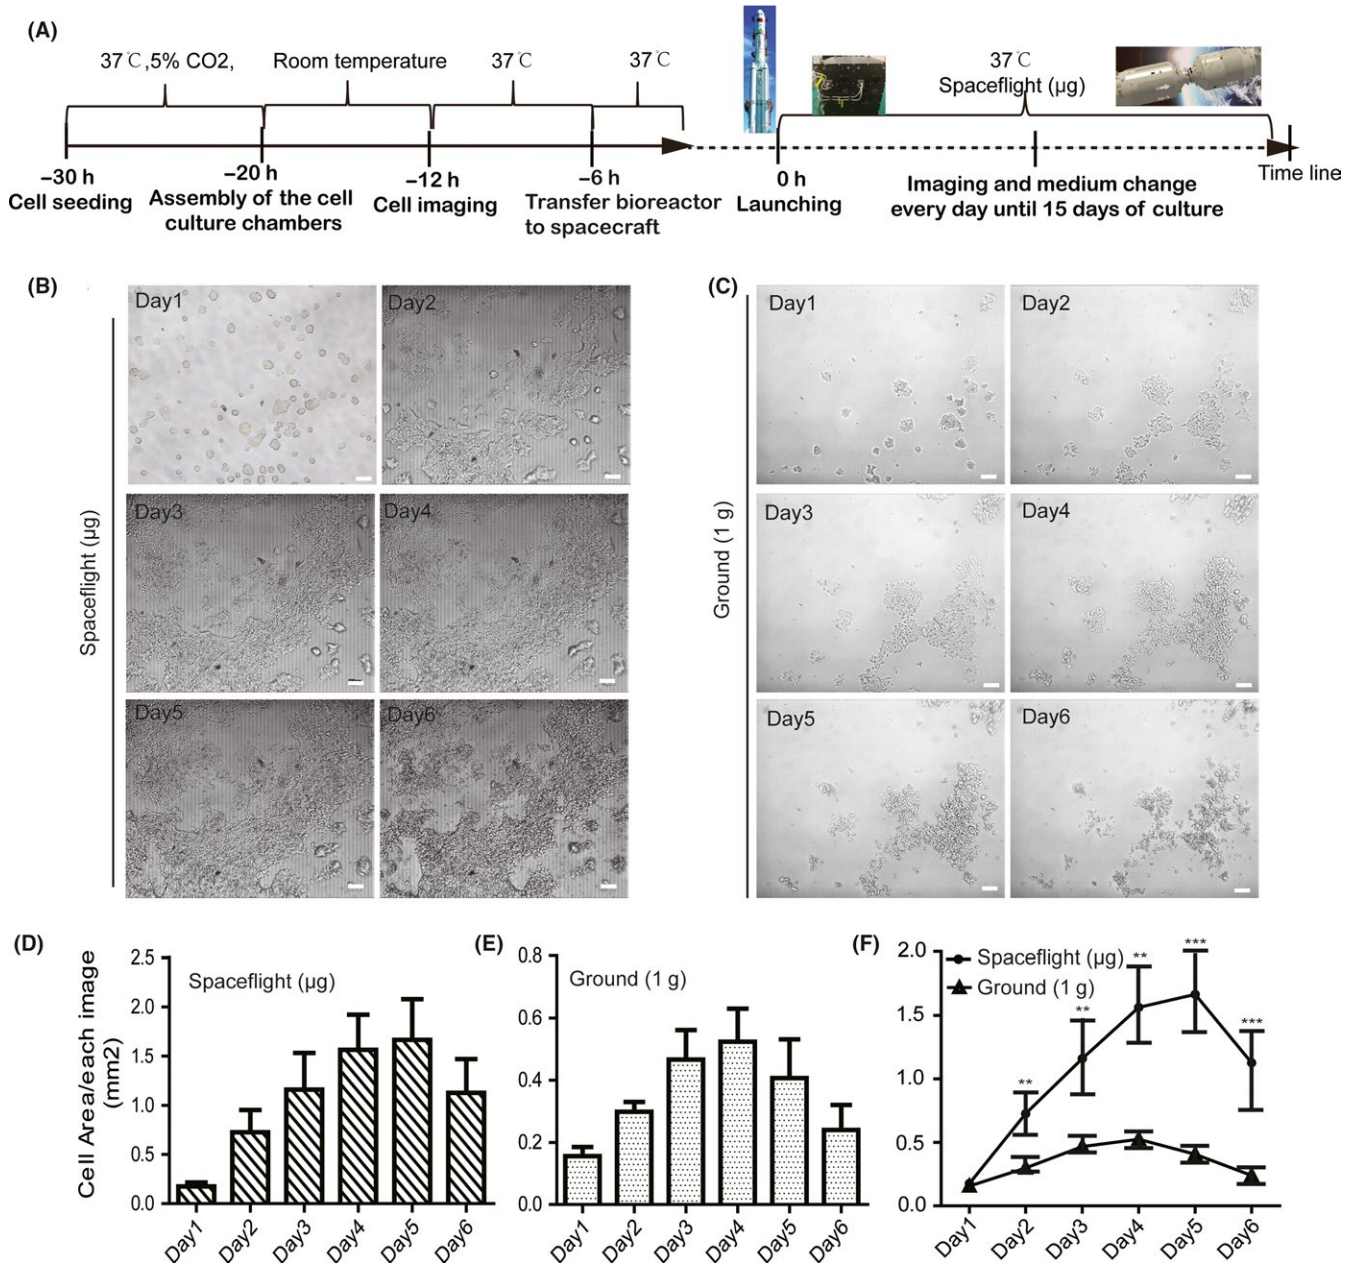 (A)
37℃,5% CO2,
Room temperature
37℃
37℃
37℃
Spaceflight (µg)
−30 h
Cell seeding
−20 h
Assembly of the cell
culture chambers
−12 h
Cell imaging
−6 h
Transfer bioreactor
to spacecraft
0 h
Launching
Imaging and medium change
every day until 15 days of culture
Time line
(B)
Spaceflight (µg)
Day1
Day2
Day3
Day4
Day5
Day6
(C)
Ground (1 g)
Day1
Day2
Day3
Day4
Day5
Day6
(D)
Cell Area/each image
(mm2)
Spaceflight (µg)
2.5
2.0
1.5
1.0
0.5
0.0
Day1
Day2
Day3
Day4
Day5
Day6
(E)
Ground (1 g)
0.8
0.6
0.4
0.2
0.0
Day1
Day2
Day3
Day4
Day5
Day6
(F)
Spaceflight (µg)
Ground (1 g)
2.0
1.5
1.0
0.5
0.0
**
**
**
***
***
Day1
Day2
Day3
Day4
Day5
Day6